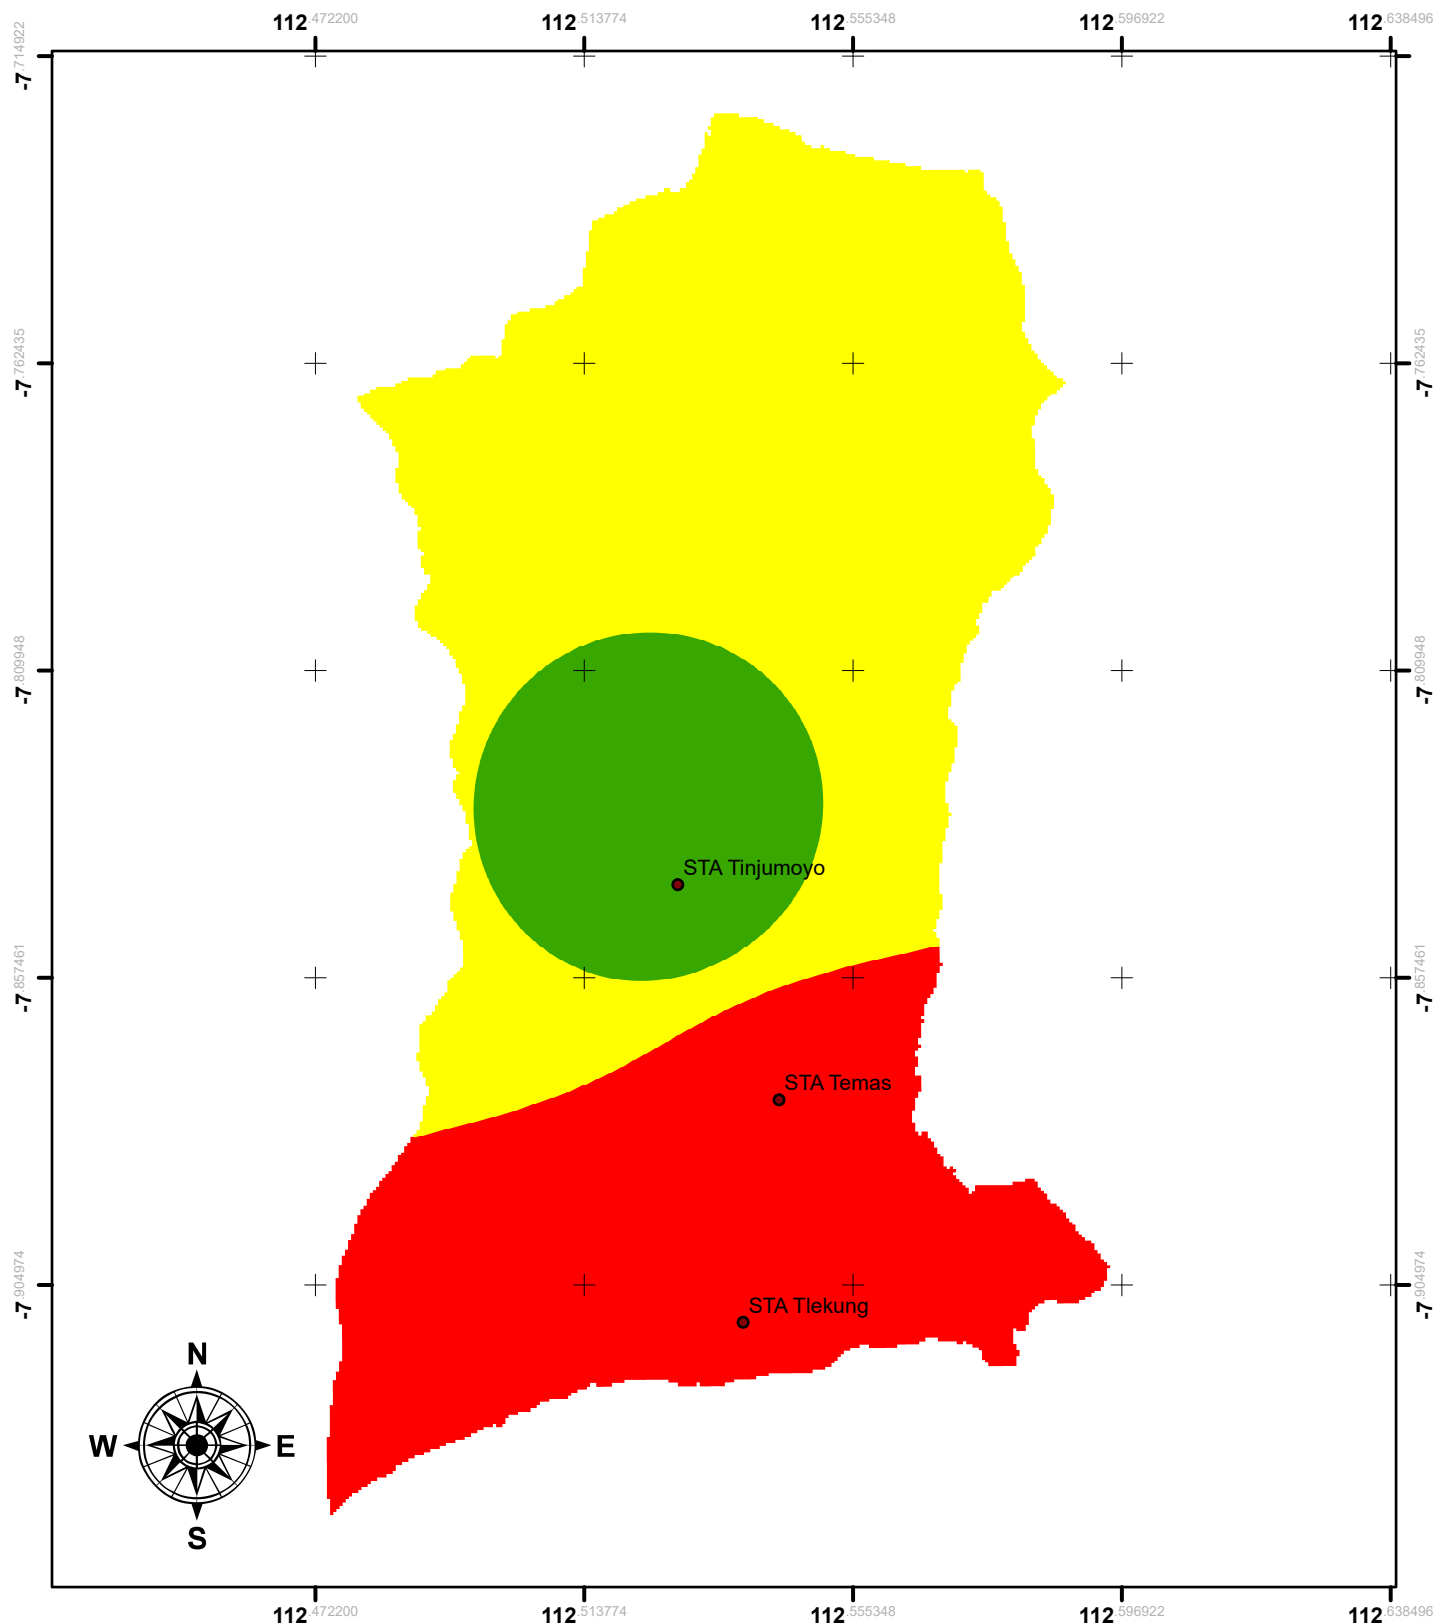 112.472200 112.513774 112.555348 112.596922 112.638496
-7.714922
-7.762435 -7.762435
-7.809948 -7.809948
STA Tinjumoyo
-7.857461 -7.857461
STA Temas
-7.904974 -7.904974
STA Tlekung
N
W E
S
112.472200 112.513774 112.555348 112.596922 112.638496